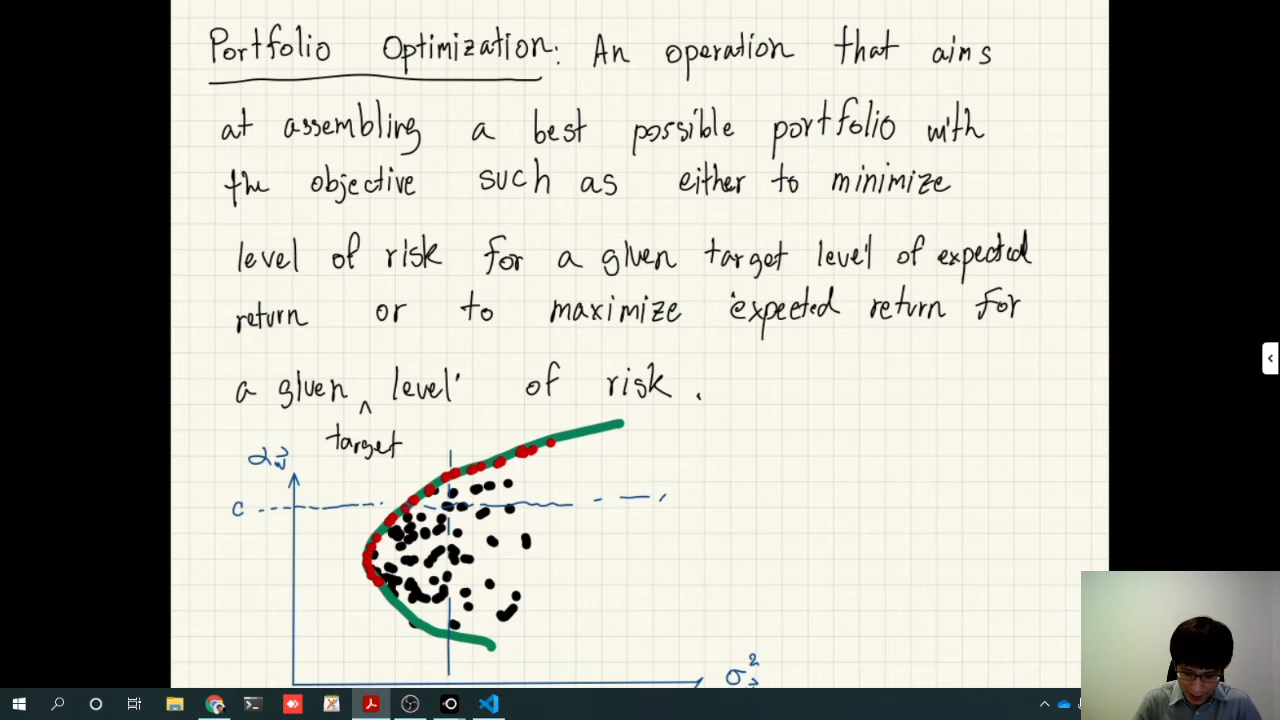 Portfolio Optimization: An operation that aims
at assembling a best possible portfolio with
the objective such as either to minimize
level of risk for a given target level of expected
return or to maximize expected return for
a given level of risk.
target
α
c
σ²